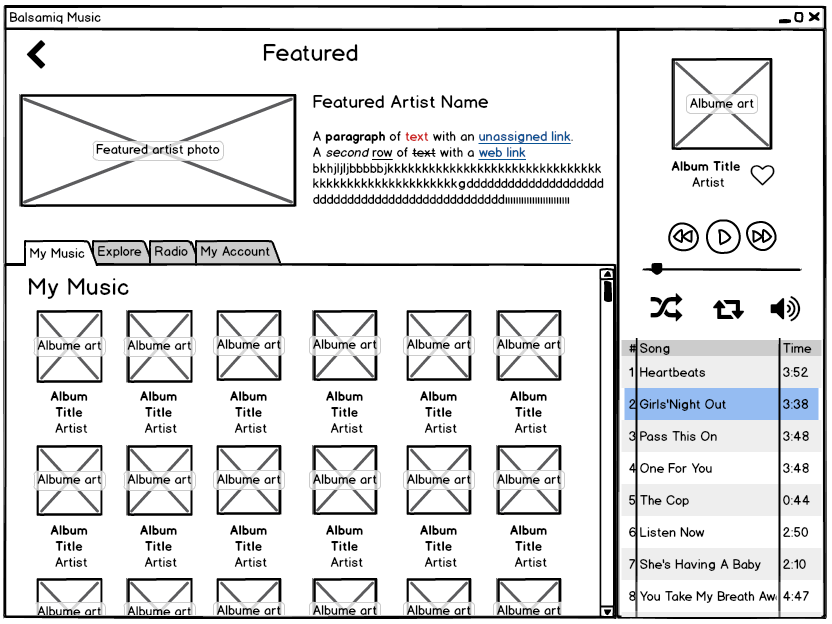 Balsamiq Music
Featured
Featured Artist Name
Featured artist photo
A paragraph of text with an unassigned link.
A second row of text with a web link
bkhjljljbbbbbjkkkkkkkkkkkkkkkkkkkkkkkkkkkkkkk
kkkkkkkkkkkkkkkkkkkkkgdddddddddddddddddddd
ddddddddddddddddddddddddddddlllllllllllllllllllllll
Albume art
Album Title
Artist
My Music Explore Radio My Account
My Music
Albume art Albume art Albume art Albume art Albume art Albume art
Album Album Album Album Album Album
Title Title Title Title Title Title
Artist Artist Artist Artist Artist Artist
Albume art Albume art Albume art Albume art Albume art Albume art
Album Album Album Album Album Album
Title Title Title Title Title Title
Artist Artist Artist Artist Artist Artist
Albume art Albume art Albume art Albume art Albume art Albume art
# Song Time
1 Heartbeats 3:52
2 Girls'Night Out 3:38
3 Pass This On 3:48
4 One For You 3:48
5 The Cop 0:44
6 Listen Now 2:50
7 She's Having A Baby 2:10
8 You Take My Breath Aw 4:47